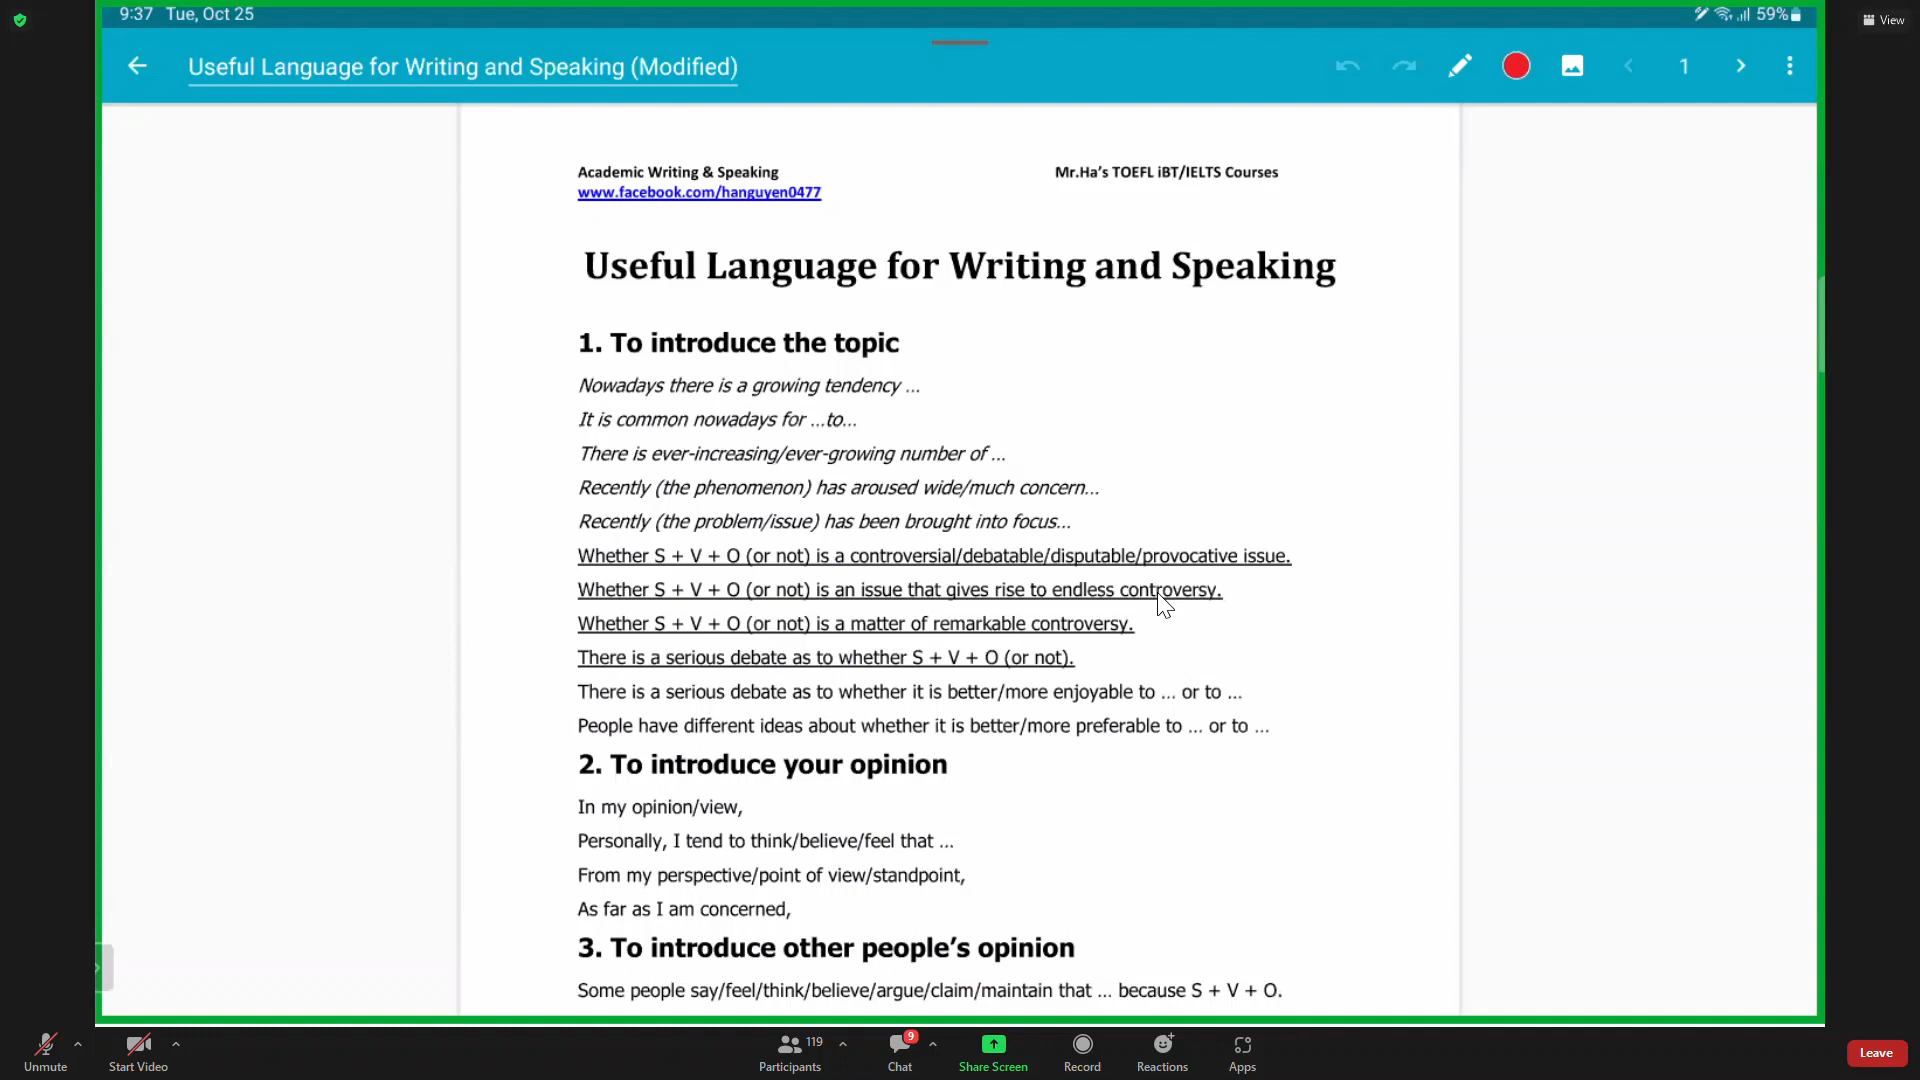 9:37 Tue, Oct 25
59%
View
Useful Language for Writing and Speaking (Modified)
1
Academic Writing & Speaking
Mr.Ha's TOEFL iBT/IELTS Courses
www.facebook.com/hanguyen0477
Useful Language for Writing and Speaking
1. To introduce the topic
Nowadays there is a growing tendency ...
It is common nowadays for ...to...
There is ever-increasing/ever-growing number of ...
Recently (the phenomenon) has aroused wide/much concern...
Recently (the problem/issue) has been brought into focus...
Whether S + V + O (or not) is a controversial/debatable/disputable/provocative issue.
Whether S + V + O (or not) is an issue that gives rise to endless controversy.
Whether S + V + O (or not) is a matter of remarkable controversy.
There is a serious debate as to whether S + V + O (or not).
There is a serious debate as to whether it is better/more enjoyable to ... or to ...
People have different ideas about whether it is better/more preferable to ... or to ...
2. To introduce your opinion
In my opinion/view,
Personally, I tend to think/believe/feel that ...
From my perspective/point of view/standpoint,
As far as I am concerned,
3. To introduce other people's opinion
Some people say/feel/think/believe/argue/claim/maintain that ... because S + V + O.
119
9
Unmute
Start Video
Participants
Chat
Share Screen
Record
Reactions
Apps
Leave